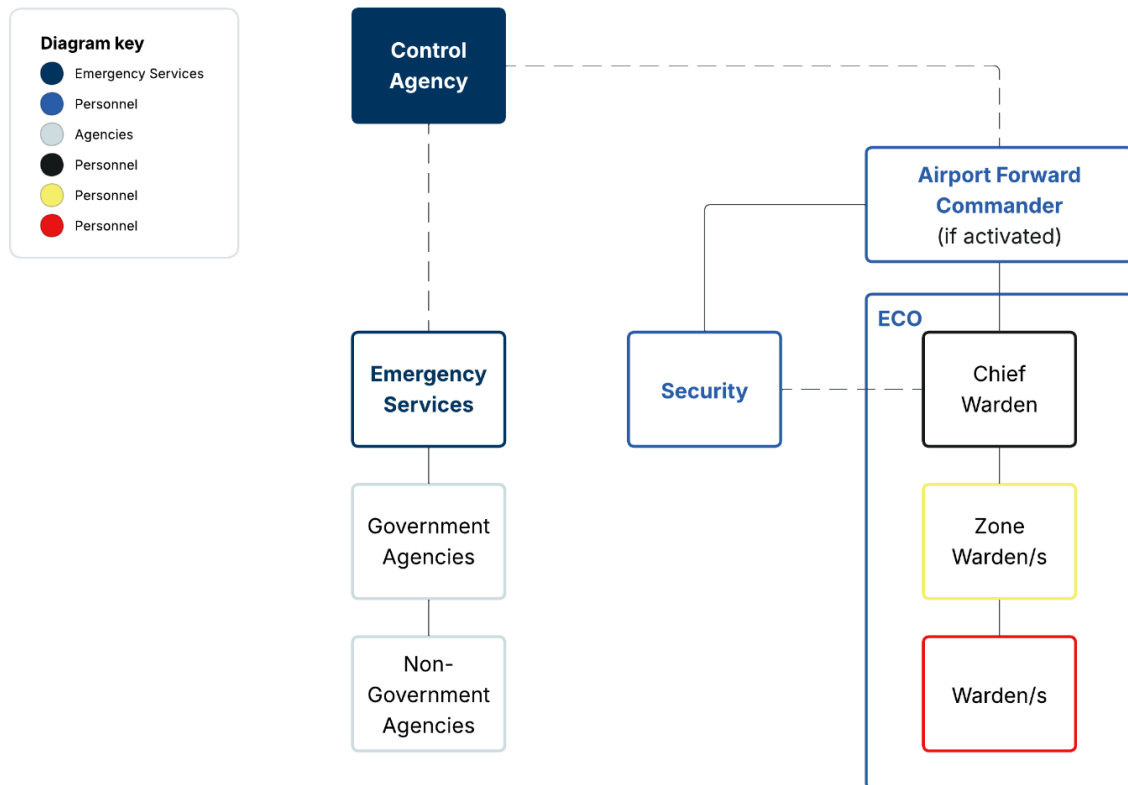 Diagram key
Emergency Services
Personnel
Agencies
Personnel
Personnel
Personnel
Control
Agency
Airport Forward
Commander
(if activated)
ECO
Emergency
Services
Security
Chief
Warden
Government
Agencies
Zone
Warden/s
Non-
Government
Agencies
Warden/s